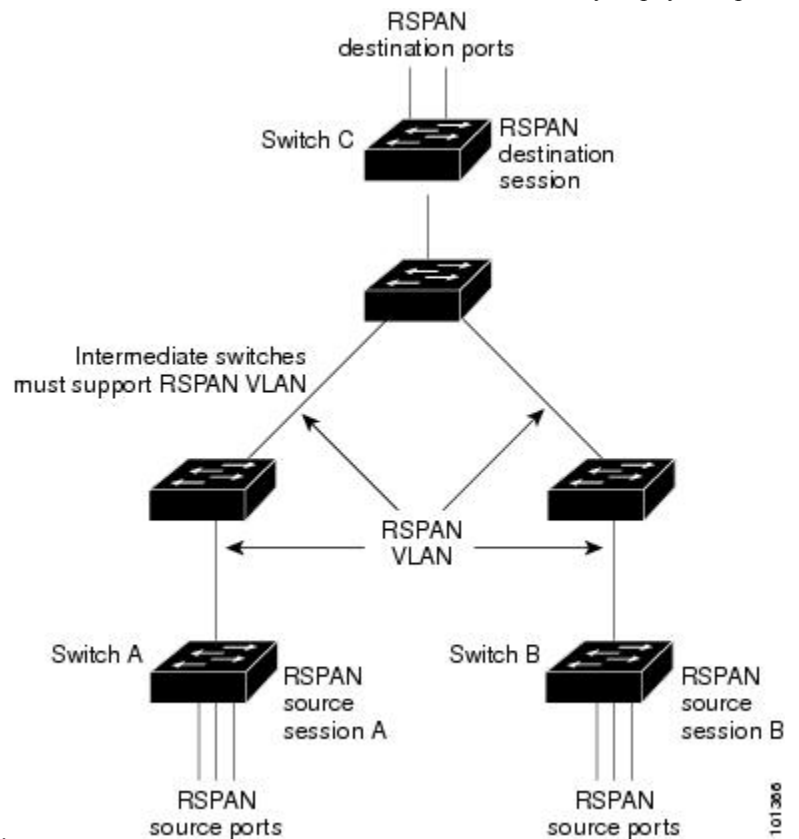 RSPAN
destination ports
Switch C
RSPAN
destination
session
Intermediate switches
must support RSPAN VLAN
RSPAN
VLAN
Switch A
RSPAN
source
session A
Switch B
RSPAN
source
session B
RSPAN
source ports
RSPAN
source ports
101366